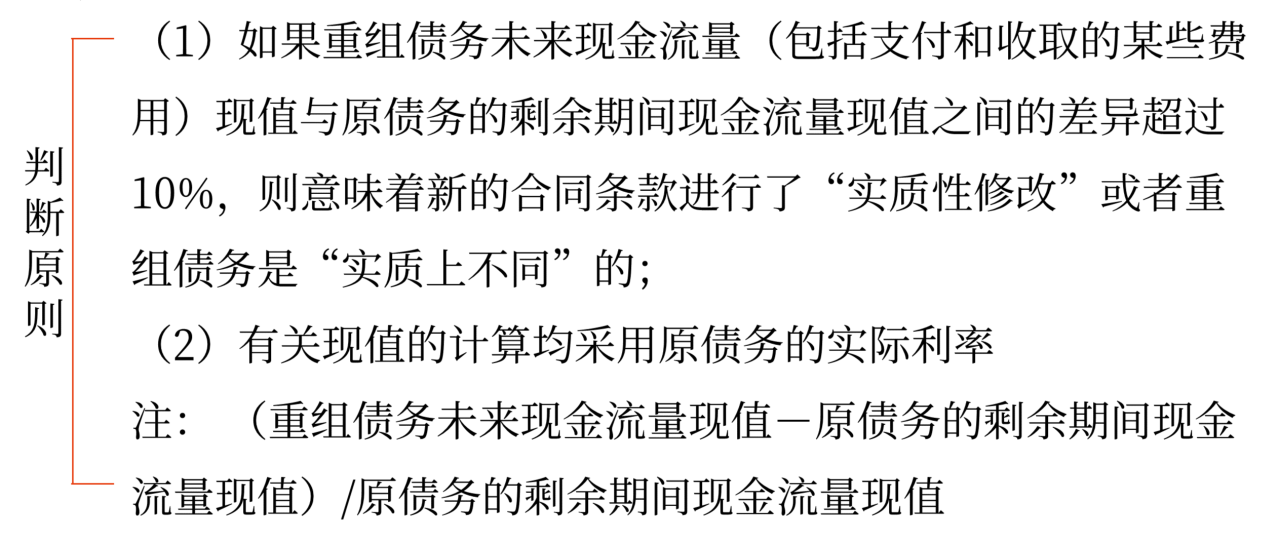 判断原则
（1）如果重组债务未来现金流量（包括支付和收取的某些费
用）现值与原债务的剩余期间现金流量现值之间的差异超过
10%，则意味着新的合同条款进行了“实质性修改”或者重
组债务是“实质上不同”的；
（2）有关现值的计算均采用原债务的实际利率
注：（重组债务未来现金流量现值－原债务的剩余期间现金
流量现值）/原债务的剩余期间现金流量现值